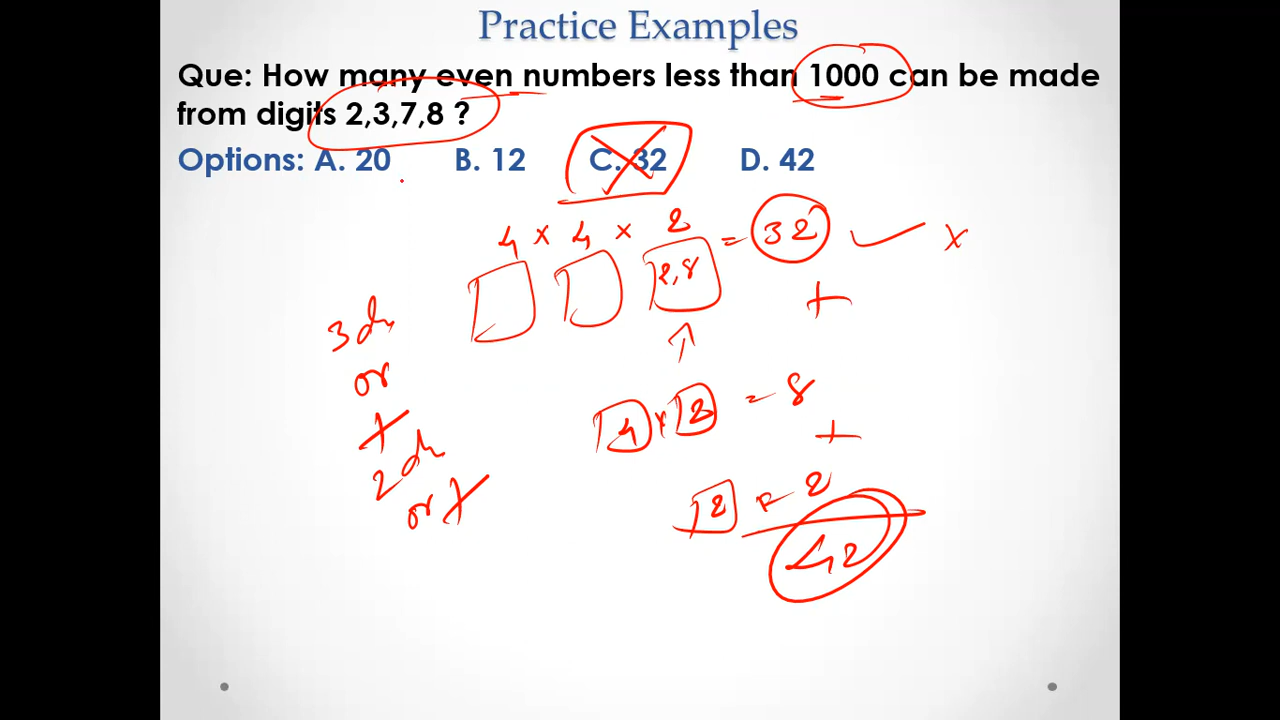 Practice Examples
Que: How many even numbers less than 1000 can be made
from digits 2,3,7,8 ?
Options: A. 20 B. 12 C. 32 D. 42
4 x 4 x 2 = 32 x
2,8
+
3 d
or
+
2 d
or +
4 x 2 = 8
+
2 = 2
42